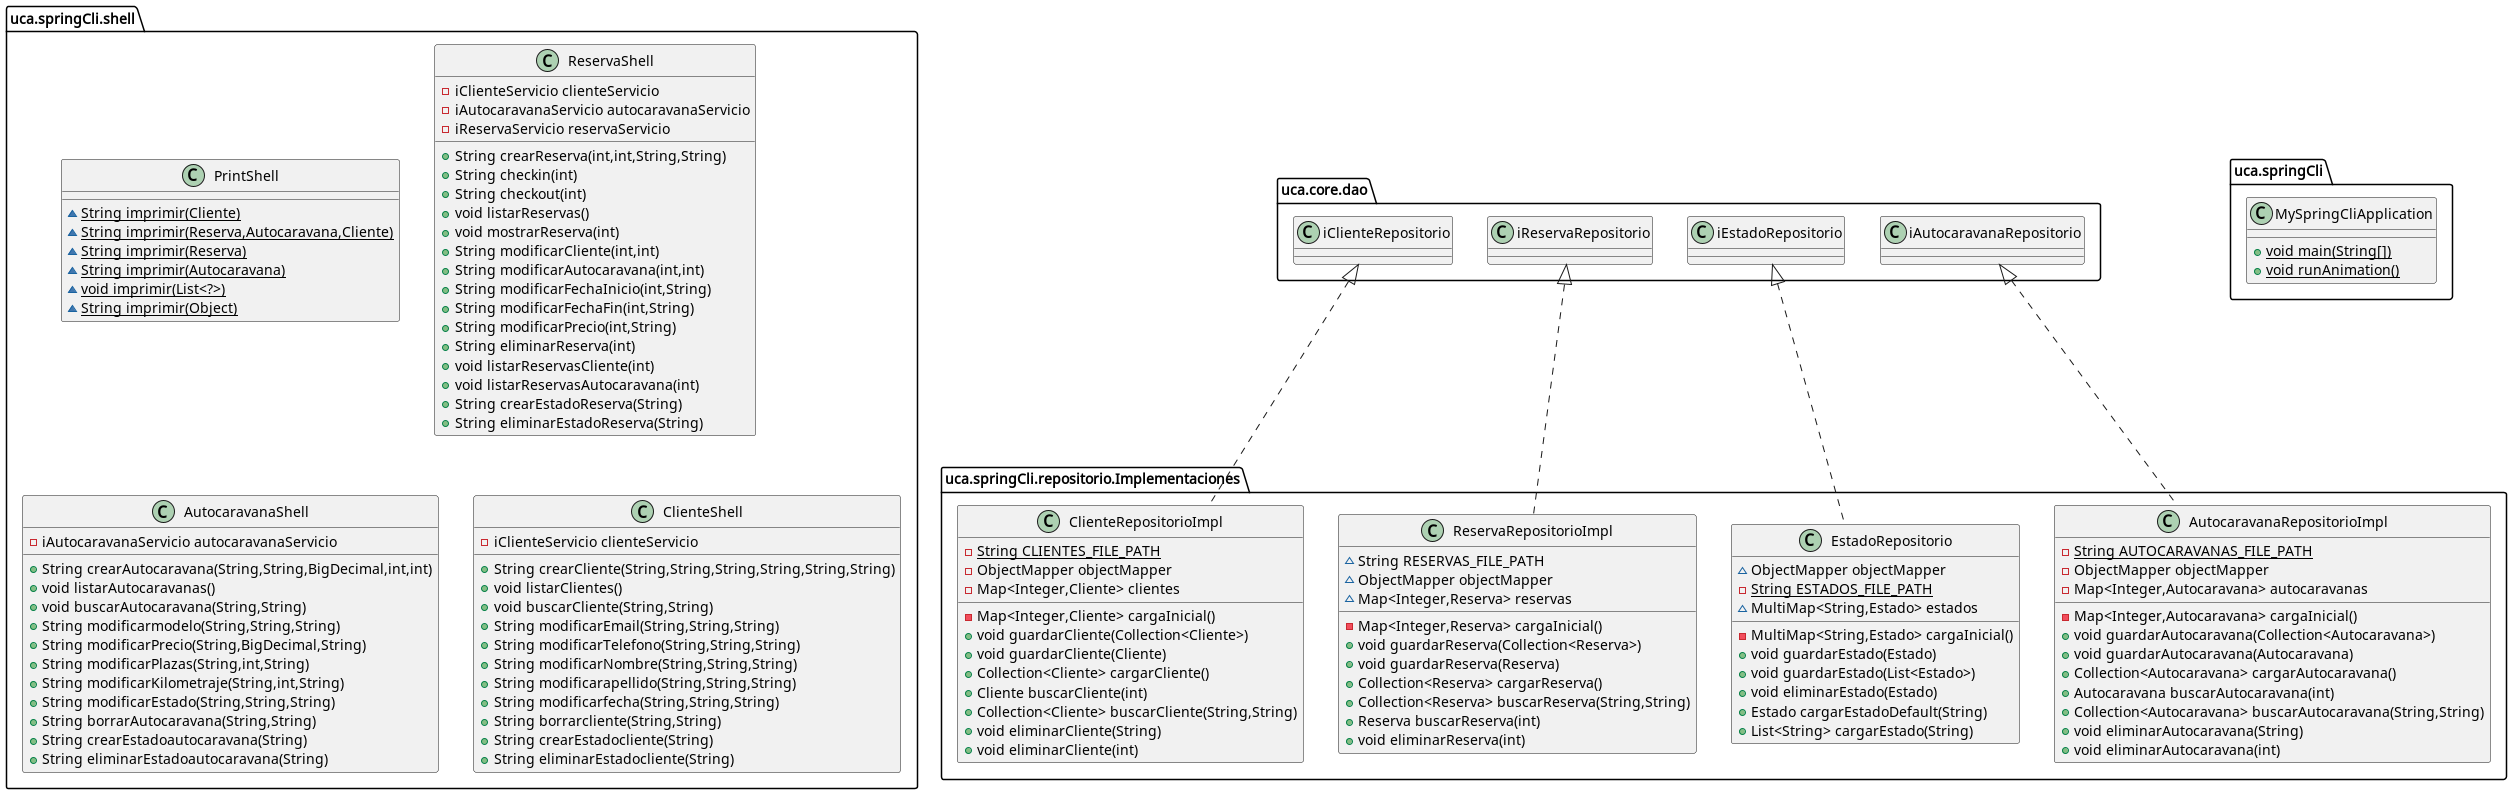 uca.springCli.shell
ReservaShell
iClienteServicio clienteServicio
iAutocaravanaServicio autocaravanaServicio
iReservaServicio reservaServicio
String crearReserva(int,int,String,String)
String checkin(int)
String checkout(int)
void listarReservas()
void mostrarReserva(int)
String modificarCliente(int,int)
String modificarAutocaravana(int,int)
String modificarFechaInicio(int,String)
String modificarFechaFin(int,String)
String modificarPrecio(int,String)
String eliminarReserva(int)
void listarReservasCliente(int)
void listarReservasAutocaravana(int)
String crearEstadoReserva(String)
String eliminarEstadoReserva(String)
PrintShell
String imprimir(Cliente)
String imprimir(Reserva,Autocaravana,Cliente)
String imprimir(Reserva)
String imprimir(Autocaravana)
void imprimir(List<?>)
String imprimir(Object)
AutocaravanaShell
iAutocaravanaServicio autocaravanaServicio
String crearAutocaravana(String,String,BigDecimal,int,int)
void listarAutocaravanas()
void buscarAutocaravana(String,String)
String modificarmodelo(String,String,String)
String modificarPrecio(String,BigDecimal,String)
String modificarPlazas(String,int,String)
String modificarKilometraje(String,int,String)
String modificarEstado(String,String,String)
String borrarAutocaravana(String,String)
String crearEstadoautocaravana(String)
String eliminarEstadoautocaravana(String)
ClienteShell
iClienteServicio clienteServicio
String crearCliente(String,String,String,String,String,String)
void listarClientes()
void buscarCliente(String,String)
String modificarEmail(String,String,String)
String modificarTelefono(String,String,String)
String modificarNombre(String,String,String)
String modificarapellido(String,String,String)
String modificarfecha(String,String,String)
String borrarcliente(String,String)
String crearEstadocliente(String)
String eliminarEstadocliente(String)
uca.core.dao
iClienteRepositorio
iReservaRepositorio
iEstadoRepositorio
iAutocaravanaRepositorio
uca.springCli
MySpringCliApplication
void main(String[])
void runAnimation()
uca.springCli.repositorio.Implementaciones
ClienteRepositorioImpl
String CLIENTES_FILE_PATH
ObjectMapper objectMapper
Map<Integer,Cliente> clientes
Map<Integer,Cliente> cargaInicial()
void guardarCliente(Collection<Cliente>)
void guardarCliente(Cliente)
Collection<Cliente> cargarCliente()
Cliente buscarCliente(int)
Collection<Cliente> buscarCliente(String,String)
void eliminarCliente(String)
void eliminarCliente(int)
ReservaRepositorioImpl
String RESERVAS_FILE_PATH
ObjectMapper objectMapper
Map<Integer,Reserva> reservas
Map<Integer,Reserva> cargaInicial()
void guardarReserva(Collection<Reserva>)
void guardarReserva(Reserva)
Collection<Reserva> cargarReserva()
Collection<Reserva> buscarReserva(String,String)
Reserva buscarReserva(int)
void eliminarReserva(int)
EstadoRepositorio
ObjectMapper objectMapper
String ESTADOS_FILE_PATH
MultiMap<String,Estado> estados
MultiMap<String,Estado> cargaInicial()
void guardarEstado(Estado)
void guardarEstado(List<Estado>)
void eliminarEstado(Estado)
Estado cargarEstadoDefault(String)
List<String> cargarEstado(String)
AutocaravanaRepositorioImpl
String AUTOCARAVANAS_FILE_PATH
ObjectMapper objectMapper
Map<Integer,Autocaravana> autocaravanas
Map<Integer,Autocaravana> cargaInicial()
void guardarAutocaravana(Collection<Autocaravana>)
void guardarAutocaravana(Autocaravana)
Collection<Autocaravana> cargarAutocaravana()
Autocaravana buscarAutocaravana(int)
Collection<Autocaravana> buscarAutocaravana(String,String)
void eliminarAutocaravana(String)
void eliminarAutocaravana(int)